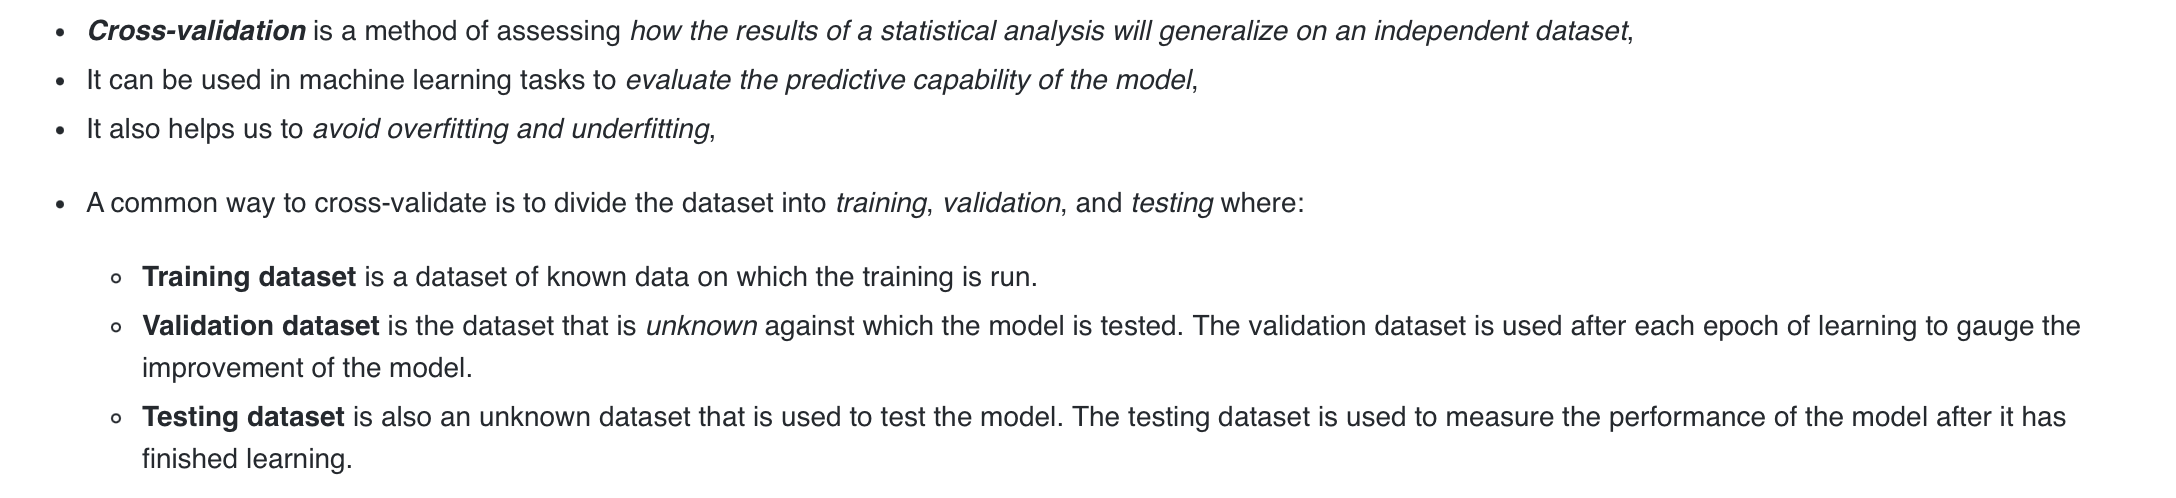 Cross-validation is a method of assessing how the results of a statistical analysis will generalize on an independent dataset,
It can be used in machine learning tasks to evaluate the predictive capability of the model,
It also helps us to avoid overfitting and underfitting,
A common way to cross-validate is to divide the dataset into training, validation, and testing where:
Training dataset is a dataset of known data on which the training is run.
Validation dataset is the dataset that is unknown against which the model is tested. The validation dataset is used after each epoch of learning to gauge the
improvement of the model.
Testing dataset is also an unknown dataset that is used to test the model. The testing dataset is used to measure the performance of the model after it has
finished learning.